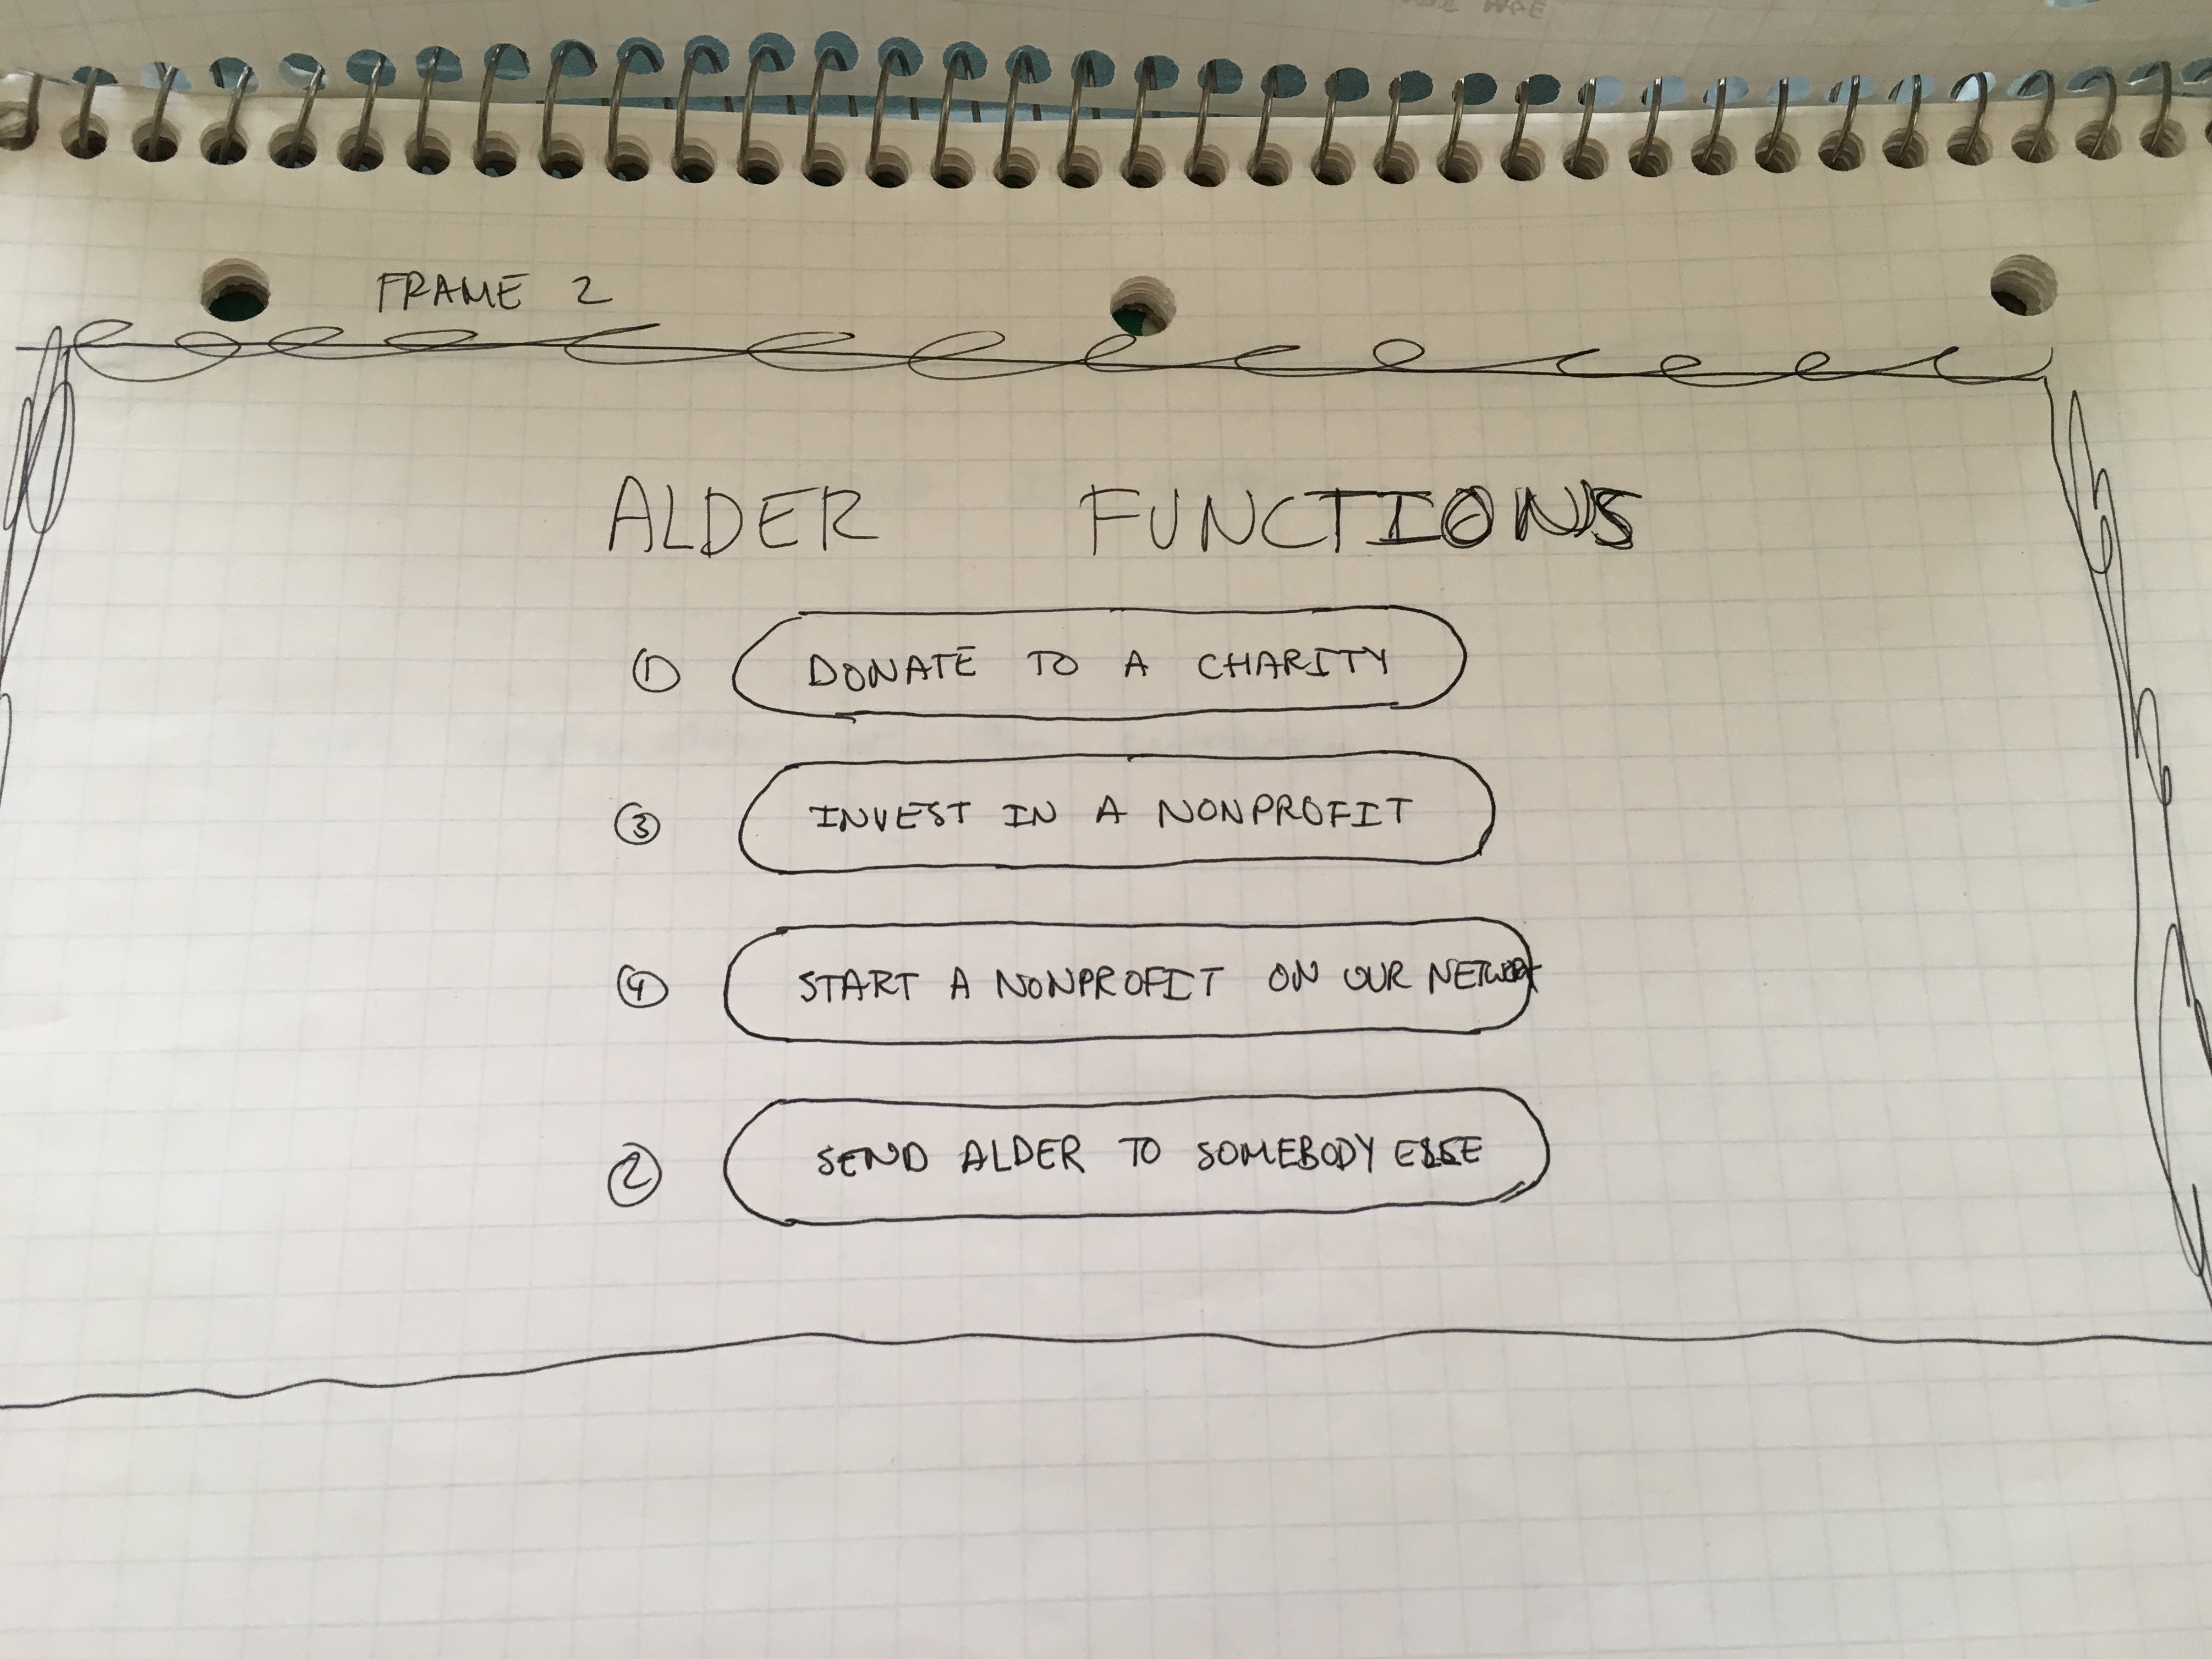 FRAME 2
ALDER FUNCTIONS
① DONATE TO A CHARITY
③ INVEST IN A NONPROFIT
④ START A NONPROFIT ON OUR NETWORK
② SEND ALDER TO SOMEBODY ELSE